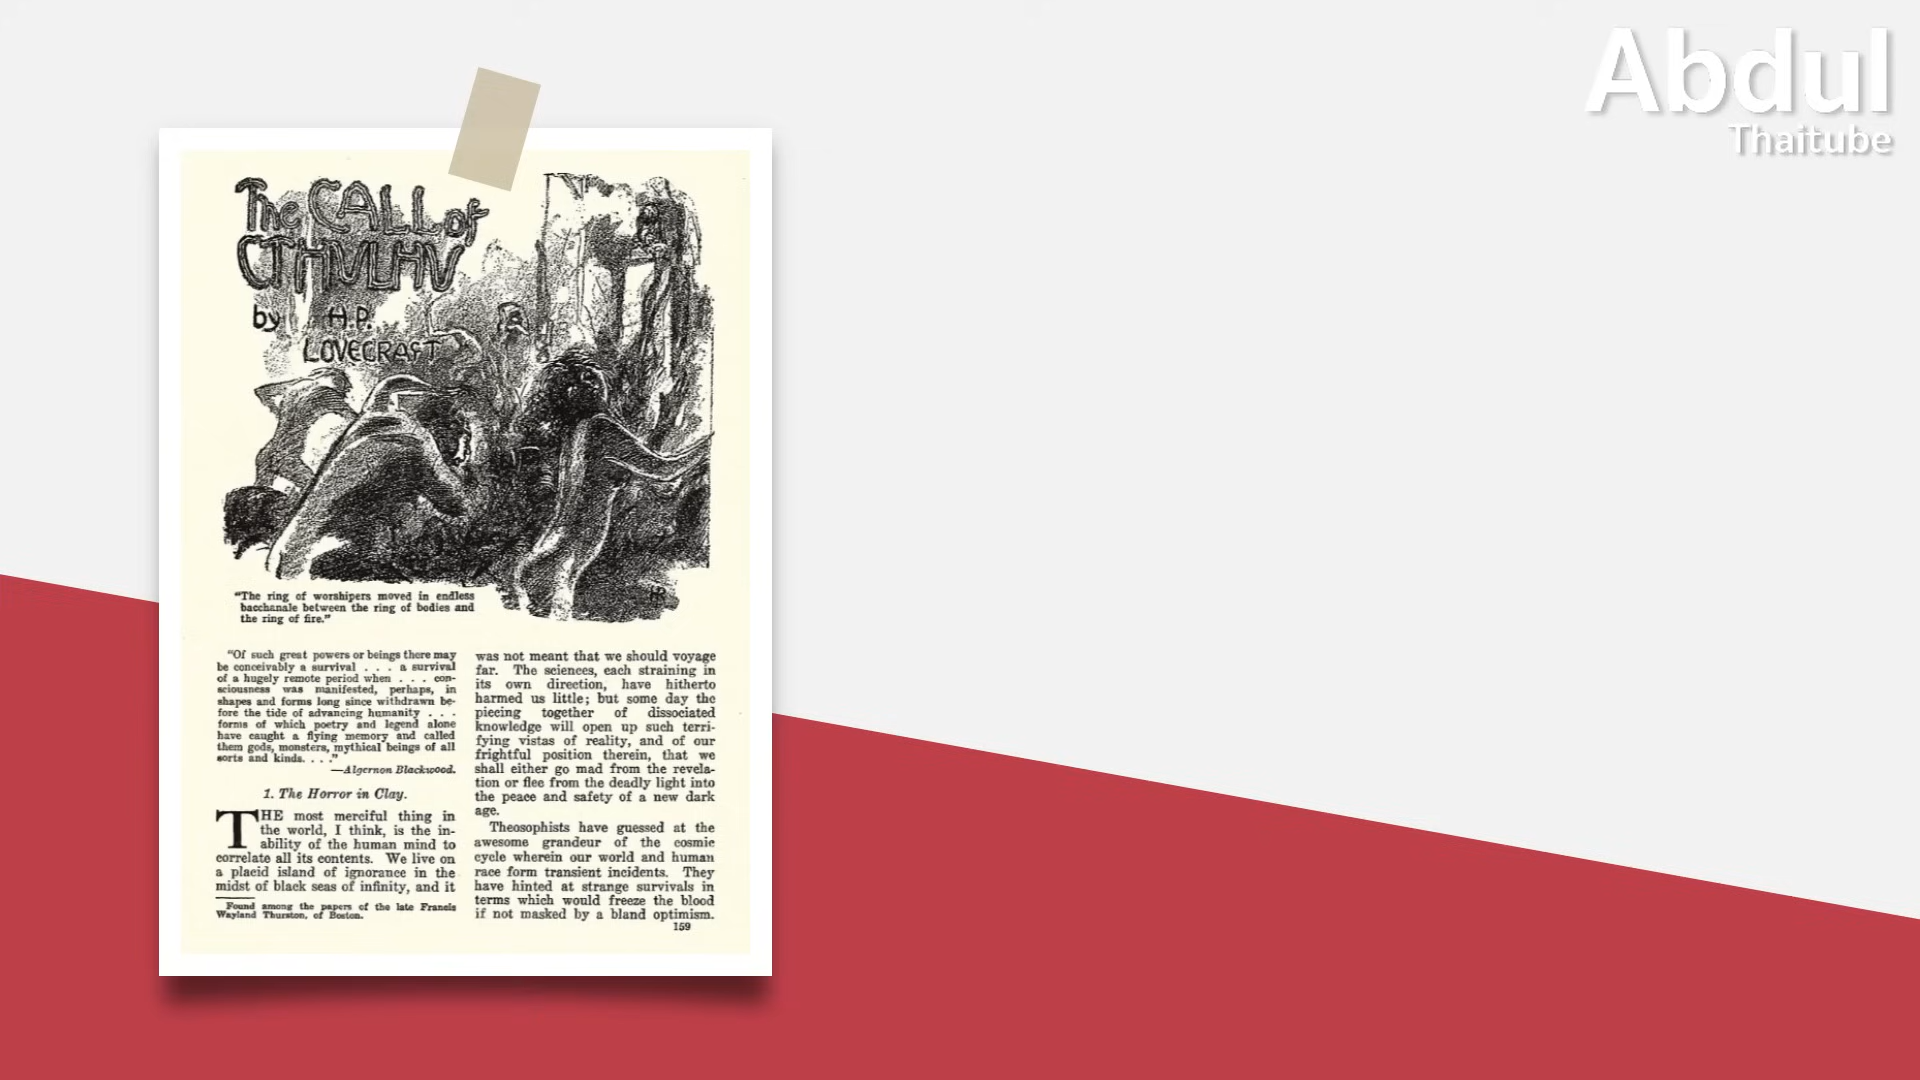 Abdul
Thaitube
The CALL of
CTHVLHV
by H.P.
LOVECRAFT
"The ring of worshipers moved in endless
bacchanale between the ring of bodies and
the ring of fire."
"Of such great powers or beings there may
be conceivably a survival . . . a survival
of a hugely remote period when . . . con-
sciousness was manifested, perhaps, in
shapes and forms long since withdrawn be-
fore the tide of advancing humanity . . .
forms of which poetry and legend alone
have caught a flying memory and called
them gods, monsters, mythical beings of all
sorts and kinds. . . ."
—Algernon Blackwood.
1. The Horror in Clay.
THE most merciful thing in
the world, I think, is the in-
ability of the human mind to
correlate all its contents. We live on
a placid island of ignorance in the
midst of black seas of infinity, and it
Found among the papers of the late Francis
Wayland Thurston, of Boston.
was not meant that we should voyage
far. The sciences, each straining in
its own direction, have hitherto
harmed us little; but some day the
piecing together of dissociated
knowledge will open up such terri-
fying vistas of reality, and of our
frightful position therein, that we
shall either go mad from the revela-
tion or flee from the deadly light into
the peace and safety of a new dark
age.
Theosophists have guessed at the
awesome grandeur of the cosmic
cycle wherein our world and human
race form transient incidents. They
have hinted at strange survivals in
terms which would freeze the blood
if not masked by a bland optimism.
159